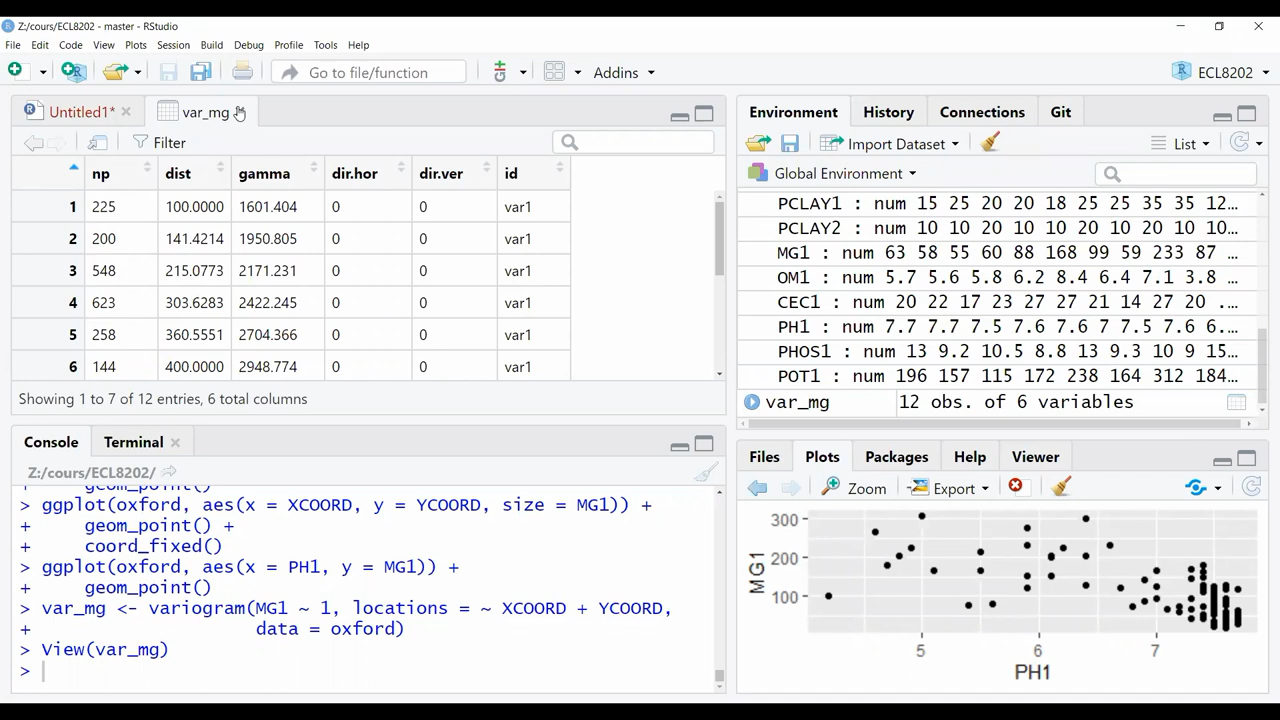 Z:/cours/ECL8202 - master - RStudio
File Edit Code View Plots Session Build Debug Profile Tools Help
Go to file/function Addins ECL8202
Untitled1* var_mg
Filter
np dist gamma dir.hor dir.ver id
1 225 100.0000 1601.404 0 0 var1
2 200 141.4214 1950.805 0 0 var1
3 548 215.0773 2171.231 0 0 var1
4 623 303.6283 2422.245 0 0 var1
5 258 360.5551 2704.366 0 0 var1
6 144 400.0000 2948.774 0 0 var1
Showing 1 to 7 of 12 entries, 6 total columns
Console Terminal
Z:/cours/ECL8202/
+ geom_point()
> ggplot(oxford, aes(x = XCOORD, y = YCOORD, size = MG1)) +
+ geom_point() +
+ coord_fixed()
> ggplot(oxford, aes(x = PH1, y = MG1)) +
+ geom_point()
> var_mg <- variogram(MG1 ~ 1, locations = ~ XCOORD + YCOORD,
+ data = oxford)
> View(var_mg)
>
Environment History Connections Git
Import Dataset List
Global Environment
PCLAY1 : num 15 25 20 20 18 25 25 35 35 12...
PCLAY2 : num 10 10 20 10 10 20 10 20 10 10...
MG1 : num 63 58 55 60 88 168 99 59 233 87 ...
OM1 : num 5.7 5.6 5.8 6.2 8.4 6.4 7.1 3.8 ...
CEC1 : num 20 22 17 23 27 27 21 14 27 20 ...
PH1 : num 7.7 7.7 7.5 7.6 7.6 7 7.5 7.6 6....
PHOS1 : num 13 9.2 10.5 8.8 13 9.3 10 9 15...
POT1 : num 196 157 115 172 238 164 312 184...
var_mg 12 obs. of 6 variables
Files Plots Packages Help Viewer
Zoom Export
300
200
100
MG1
5 6 7
PH1